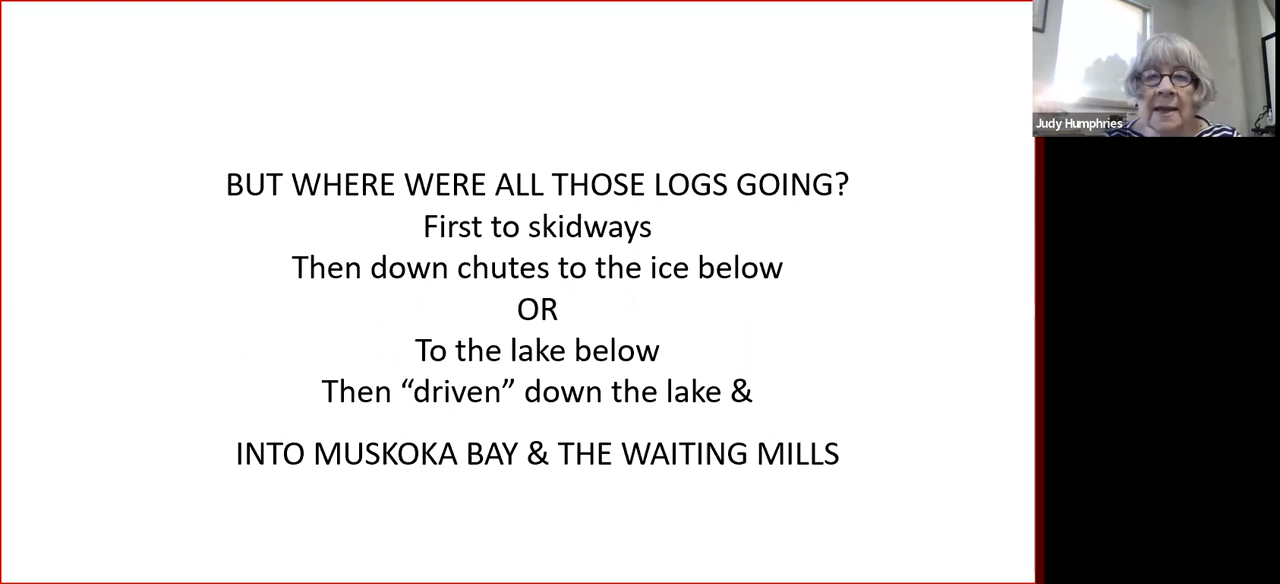 BUT WHERE WERE ALL THOSE LOGS GOING?
First to skidways
Then down chutes to the ice below
OR
To the lake below
Then “driven” down the lake &
INTO MUSKOKA BAY & THE WAITING MILLS
Judy Humphries